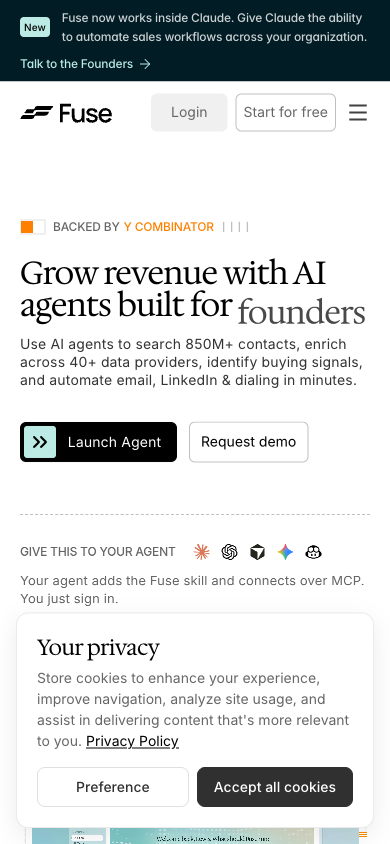 New
Fuse now works inside Claude. Give Claude the ability
to automate sales workflows across your organization.
Talk to the Founders →
Fuse
Login
Start for free
BACKED BY Y COMBINATOR
Grow revenue with AI
agents built for founders
Use AI agents to search 850M+ contacts, enrich
across 40+ data providers, identify buying signals,
and automate email, LinkedIn & dialing in minutes.
Launch Agent
Request demo
GIVE THIS TO YOUR AGENT
Your agent adds the Fuse skill and connects over MCP.
You just sign in.
Your privacy
Store cookies to enhance your experience,
improve navigation, analyze site usage, and
assist in delivering content that's more relevant
to you. Privacy Policy
Preference
Accept all cookies